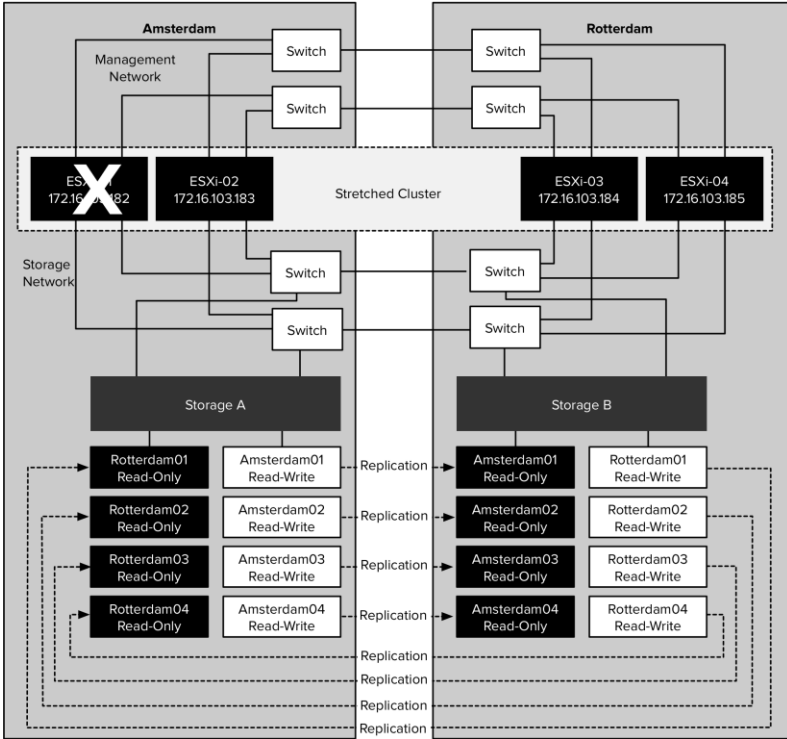 Amsterdam
Rotterdam
Management
Network
Switch
Switch
Switch
Switch
172.16.
182
ESXi-02
172.16.103.183
Stretched Cluster
ESXi-03
172.16.103.184
ESXi-04
172.16.103.185
X
Storage
Network
Switch
Switch
Switch
Switch
Storage A
Storage B
Rotterdam01
Read-Only
Amsterdam01
Read-Write
Replication
Amsterdam01
Read-Only
Rotterdam01
Read-Write
Rotterdam02
Read-Only
Amsterdam02
Read-Write
Replication
Amsterdam02
Read-Only
Rotterdam02
Read-Write
Rotterdam03
Read-Only
Amsterdam03
Read-Write
Replication
Amsterdam03
Read-Only
Rotterdam03
Read-Write
Rotterdam04
Read-Only
Amsterdam04
Read-Write
Replication
Amsterdam04
Read-Only
Rotterdam04
Read-Write
Replication
Replication
Replication
Replication